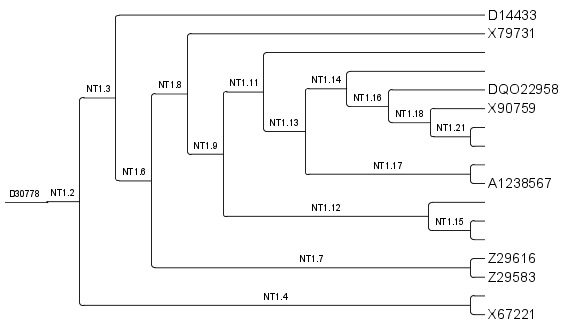 D14433
X79731
NT1.14
NT1.11
NT1.8
NT1.3
DQO22958
NT1.16
X90759
NT1.18
NT1.13
NT1.21
NT1.9
NT1.6
NT1.17
A1238567
D30778 NT1.2
NT1.12
NT1.15
NT1.7
Z29616
Z29583
NT1.4
X67221